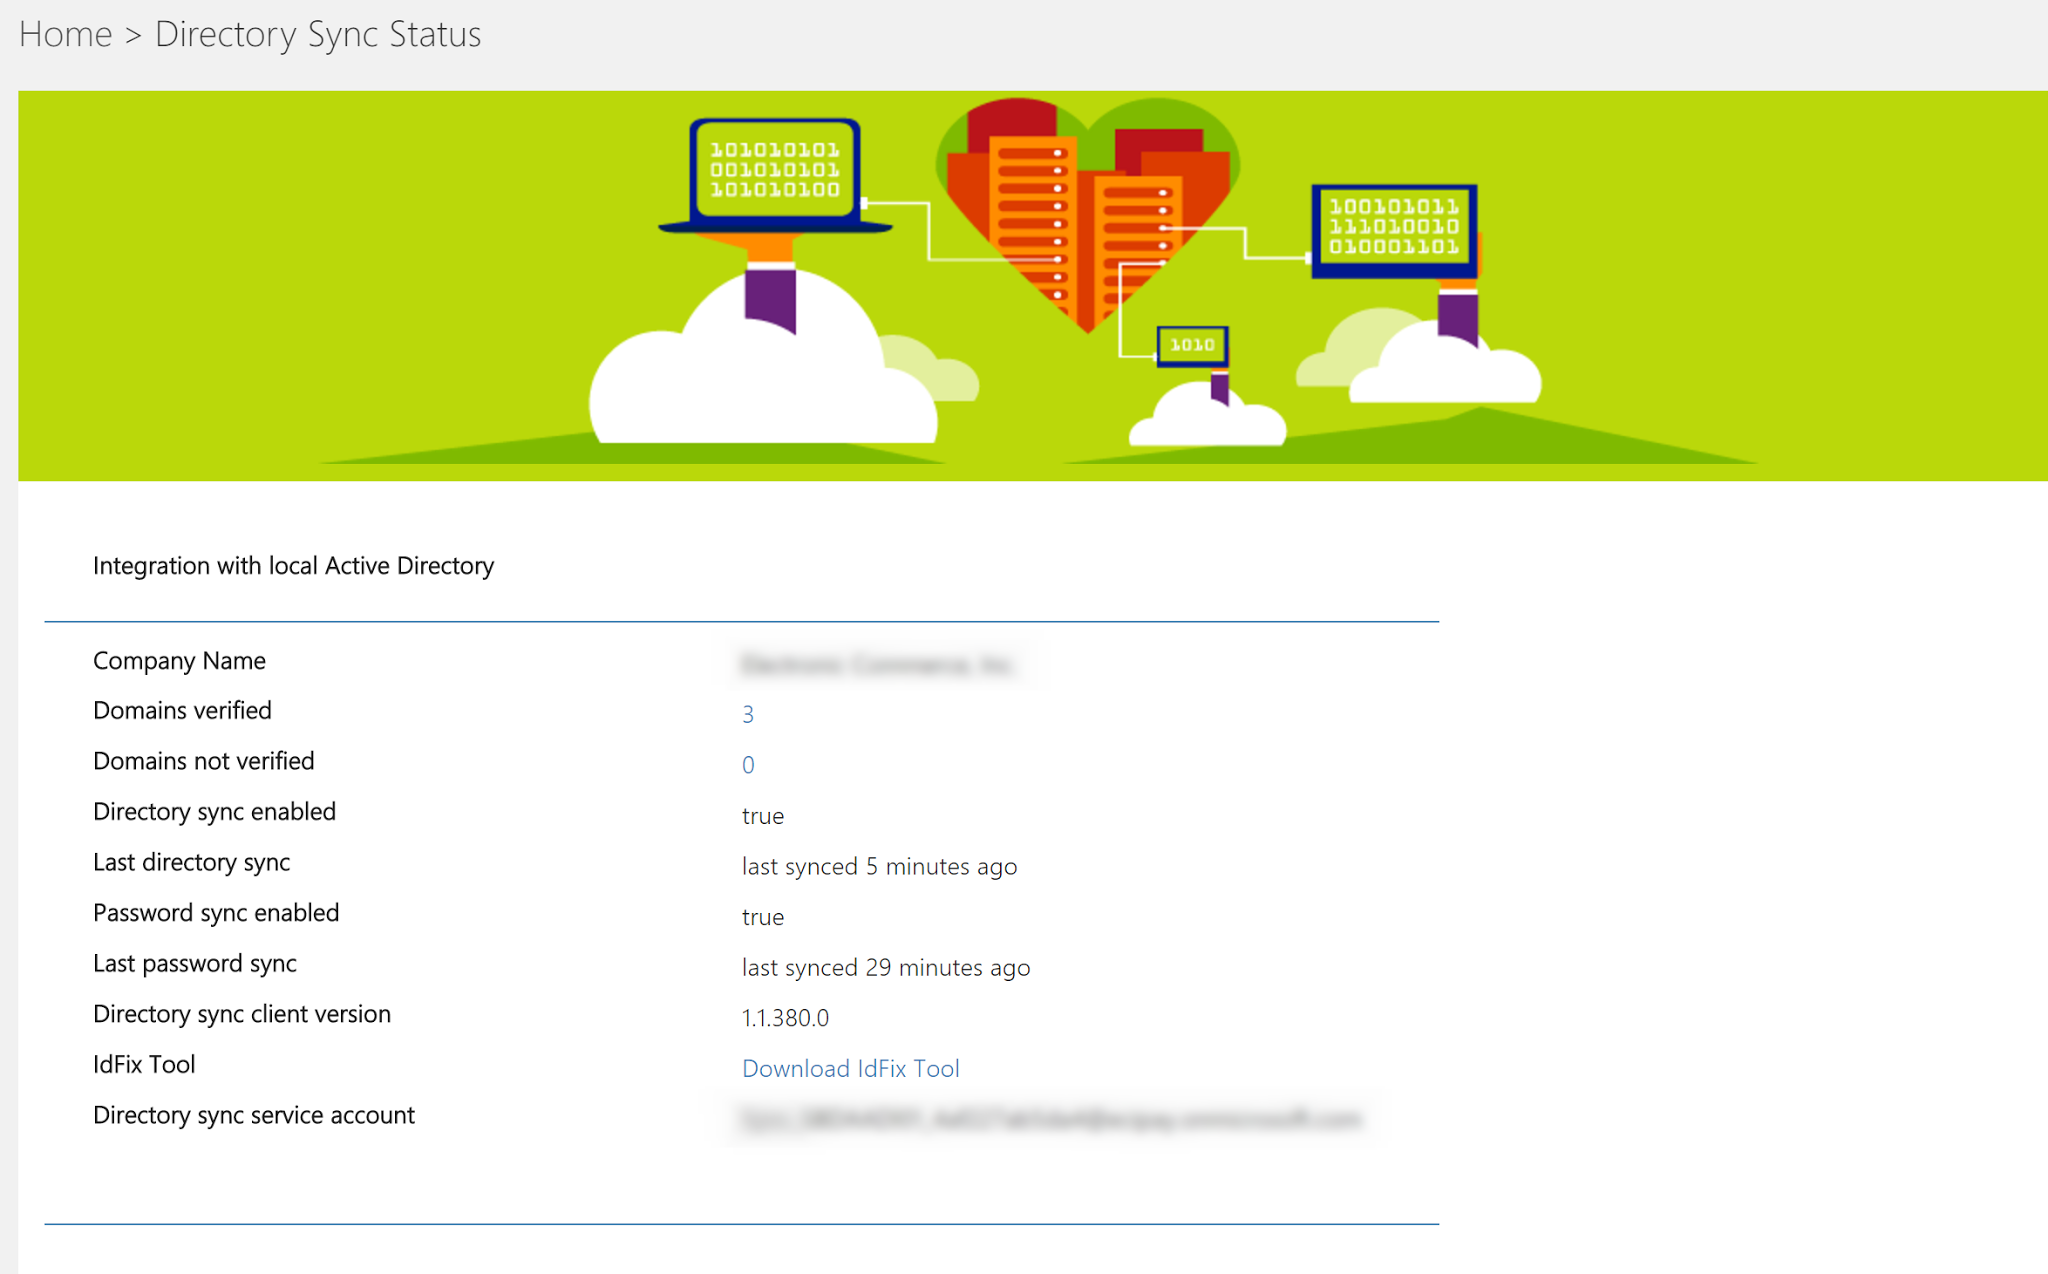 Home > Directory Sync Status
101010101
001010101
101010100
100101011
111010010
010001101
1010
Integration with local Active Directory
Company Name
Domains verified 3
Domains not verified 0
Directory sync enabled true
Last directory sync last synced 5 minutes ago
Password sync enabled true
Last password sync last synced 29 minutes ago
Directory sync client version 1.1.380.0
IdFix Tool Download IdFix Tool
Directory sync service account